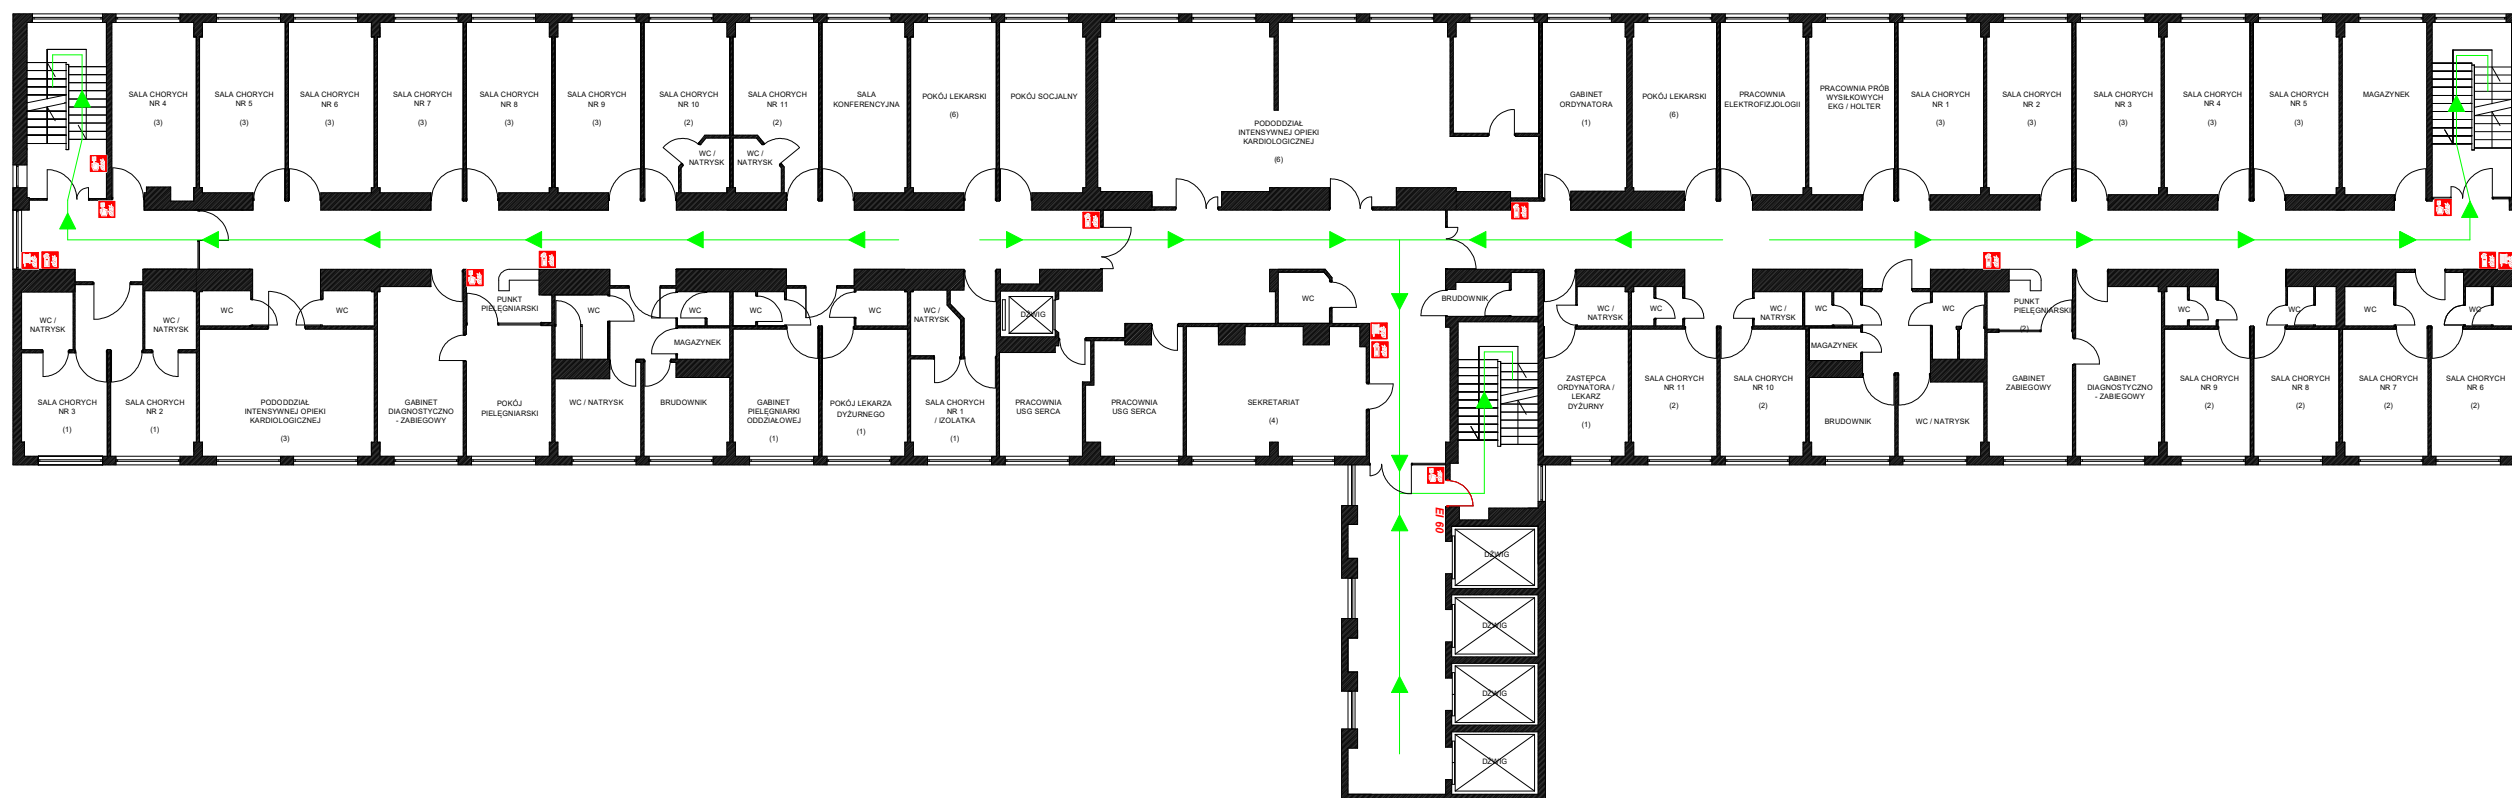 SALA CHORYCH
NR 4
(3)
SALA CHORYCH
NR 5
(3)
SALA CHORYCH
NR 6
(3)
SALA CHORYCH
NR 7
(3)
SALA CHORYCH
NR 8
(3)
SALA CHORYCH
NR 9
(3)
SALA CHORYCH
NR 10
(2)
WC /
NATRYSK
SALA CHORYCH
NR 11
(2)
WC /
NATRYSK
SALA
KONFERENCYJNA
POKÓJ LEKARSKI
(6)
POKÓJ SOCJALNY
PODODDZIAŁ
INTENSYWNEJ OPIEKI
KARDIOLOGICZNEJ
(6)
GABINET
ORDYNATORA
(1)
POKÓJ LEKARSKI
(6)
PRACOWNIA
ELEKTROFIZJOLOGII
PRACOWNIA PRÓB
WYSIŁKOWYCH
EKG / HOLTER
SALA CHORYCH
NR 1
(3)
SALA CHORYCH
NR 2
(3)
SALA CHORYCH
NR 3
(3)
SALA CHORYCH
NR 4
(3)
SALA CHORYCH
NR 5
(3)
MAGAZYNEK
WC /
NATRYSK
WC /
NATRYSK
WC
WC
PUNKT
PIELĘGNIARSKI
WC
WC
MAGAZYNEK
WC
WC
WC /
NATRYSK
DŹWIG
WC
BRUDOWNIK
WC /
NATRYSK
WC
WC /
NATRYSK
WC
MAGAZYNEK
WC
PUNKT
PIELĘGNIARSKI
(2)
WC
WC
WC
WC
SALA CHORYCH
NR 3
(1)
SALA CHORYCH
NR 2
(1)
PODODDZIAŁ
INTENSYWNEJ OPIEKI
KARDIOLOGICZNEJ
(3)
GABINET
DIAGNOSTYCZNO
- ZABIEGOWY
POKÓJ
PIELĘGNIARSKI
WC / NATRYSK
BRUDOWNIK
GABINET
PIELĘGNIARKI
ODDZIAŁOWEJ
(1)
POKÓJ LEKARZA
DYŻURNEGO
(1)
SALA CHORYCH
NR 1
/ IZOLATKA
(1)
PRACOWNIA
USG SERCA
PRACOWNIA
USG SERCA
SEKRETARIAT
(4)
ZASTĘPCA
ORDYNATORA /
LEKARZ
DYŻURNY
(1)
SALA CHORYCH
NR 11
(2)
SALA CHORYCH
NR 10
(2)
BRUDOWNIK
WC / NATRYSK
GABINET
ZABIEGOWY
GABINET
DIAGNOSTYCZNO
- ZABIEGOWY
SALA CHORYCH
NR 9
(2)
SALA CHORYCH
NR 8
(2)
SALA CHORYCH
NR 7
(2)
SALA CHORYCH
NR 6
(2)
EI 60
DŹWIG
DŹWIG
DŹWIG
DŹWIG